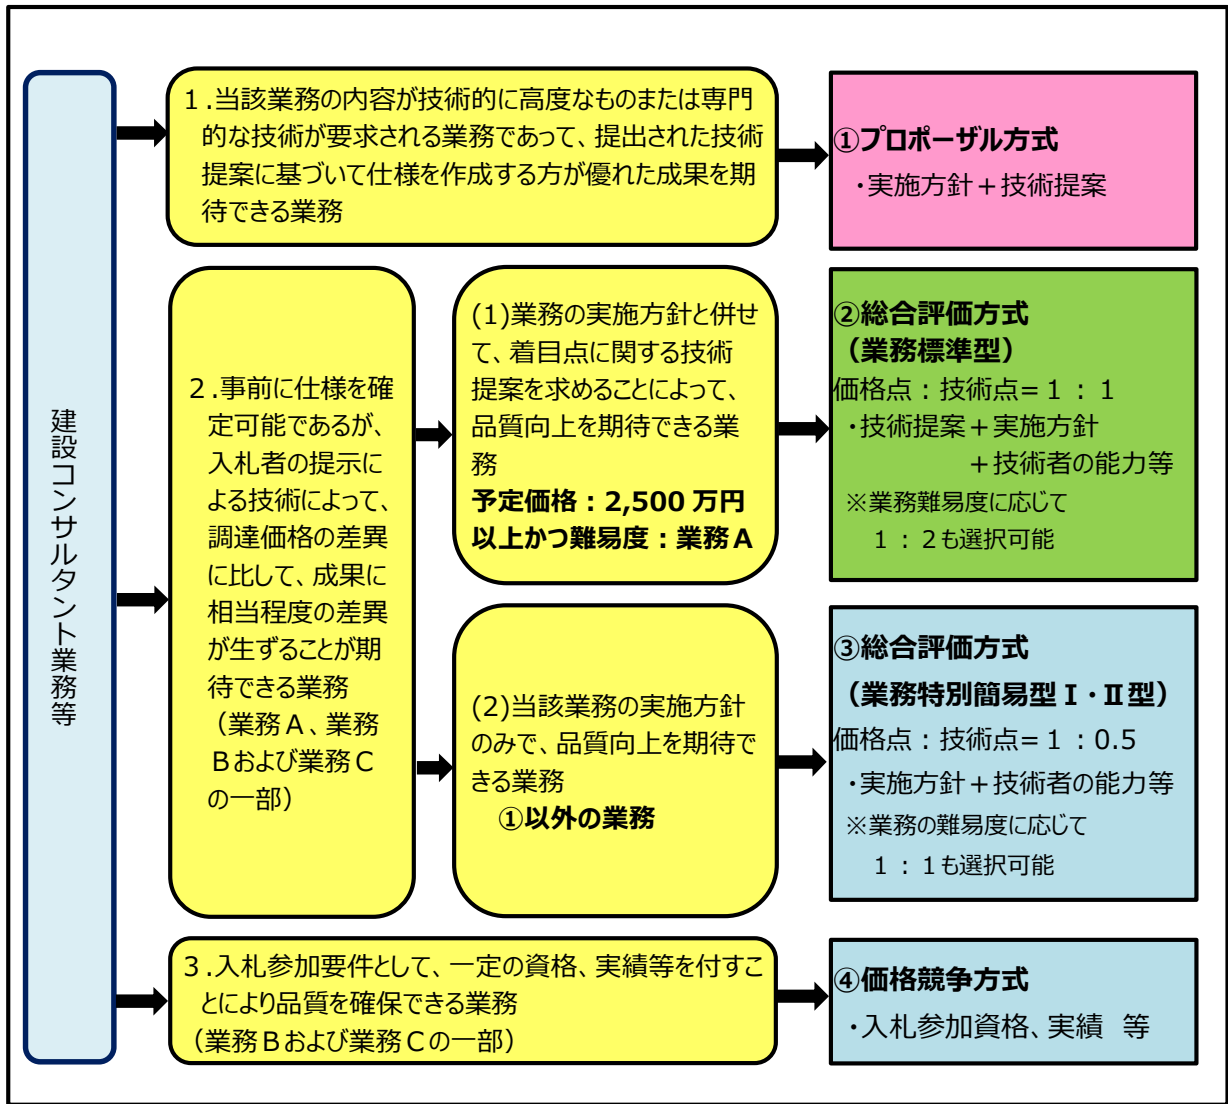 建設コンサルタント業務等
１.当該業務の内容が技術的に高度なものまたは専門
的な技術が要求される業務であって、提出された技術
提案に基づいて仕様を作成する方が優れた成果を期
待できる業務
①プロポーザル方式
・実施方針＋技術提案
２.事前に仕様を確
定可能であるが、
入札者の提示に
よる技術によって、
調達価格の差異
に比して、成果に
相当程度の差異
が生ずることが期
待できる業務
（業務Ａ、業務
Ｂおよび業務Ｃ
の一部）
(1)業務の実施方針と併せ
て、着目点に関する技術
提案を求めることによって、
品質向上を期待できる業
務
予定価格：2,500 万円
以上かつ難易度：業務Ａ
②総合評価方式
（業務標準型）
価格点：技術点=１：１
・技術提案＋実施方針
＋技術者の能力等
※業務難易度に応じて
１：２も選択可能
(2)当該業務の実施方針
のみで、品質向上を期待で
きる業務
①以外の業務
③総合評価方式
（業務特別簡易型Ⅰ・Ⅱ型）
価格点：技術点=１：0.5
・実施方針＋技術者の能力等
※業務の難易度に応じて
１：１も選択可能
３.入札参加要件として、一定の資格、実績等を付すこ
とにより品質を確保できる業務
（業務Ｂおよび業務Ｃの一部）
④価格競争方式
・入札参加資格、実績　等